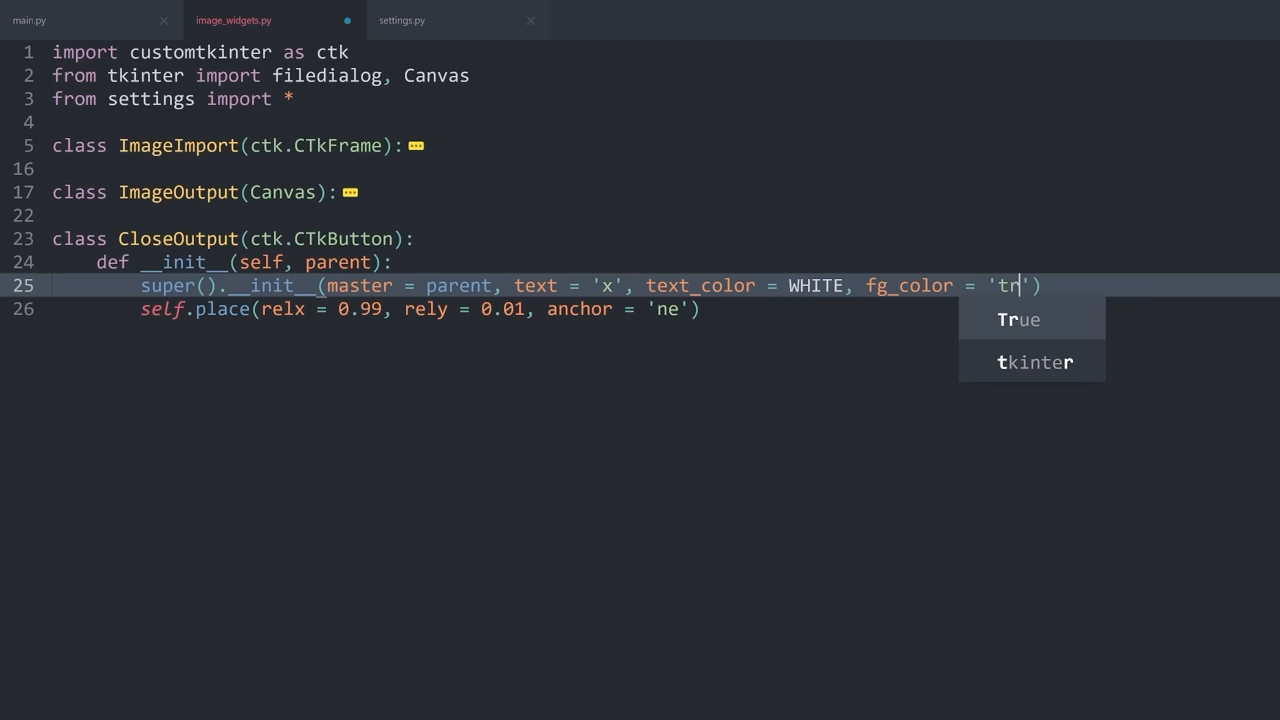 main.py
image_widgets.py
settings.py
1 import customtkinter as ctk
2 from tkinter import filedialog, Canvas
3 from settings import *
4
5 class ImageImport(ctk.CTkFrame):
16
17 class ImageOutput(Canvas):
22
23 class CloseOutput(ctk.CTkButton):
24     def __init__(self, parent):
25         super().__init__(master = parent, text = 'x', text_color = WHITE, fg_color = 'tr')
26         self.place(relx = 0.99, rely = 0.01, anchor = 'ne')
True
tkinter